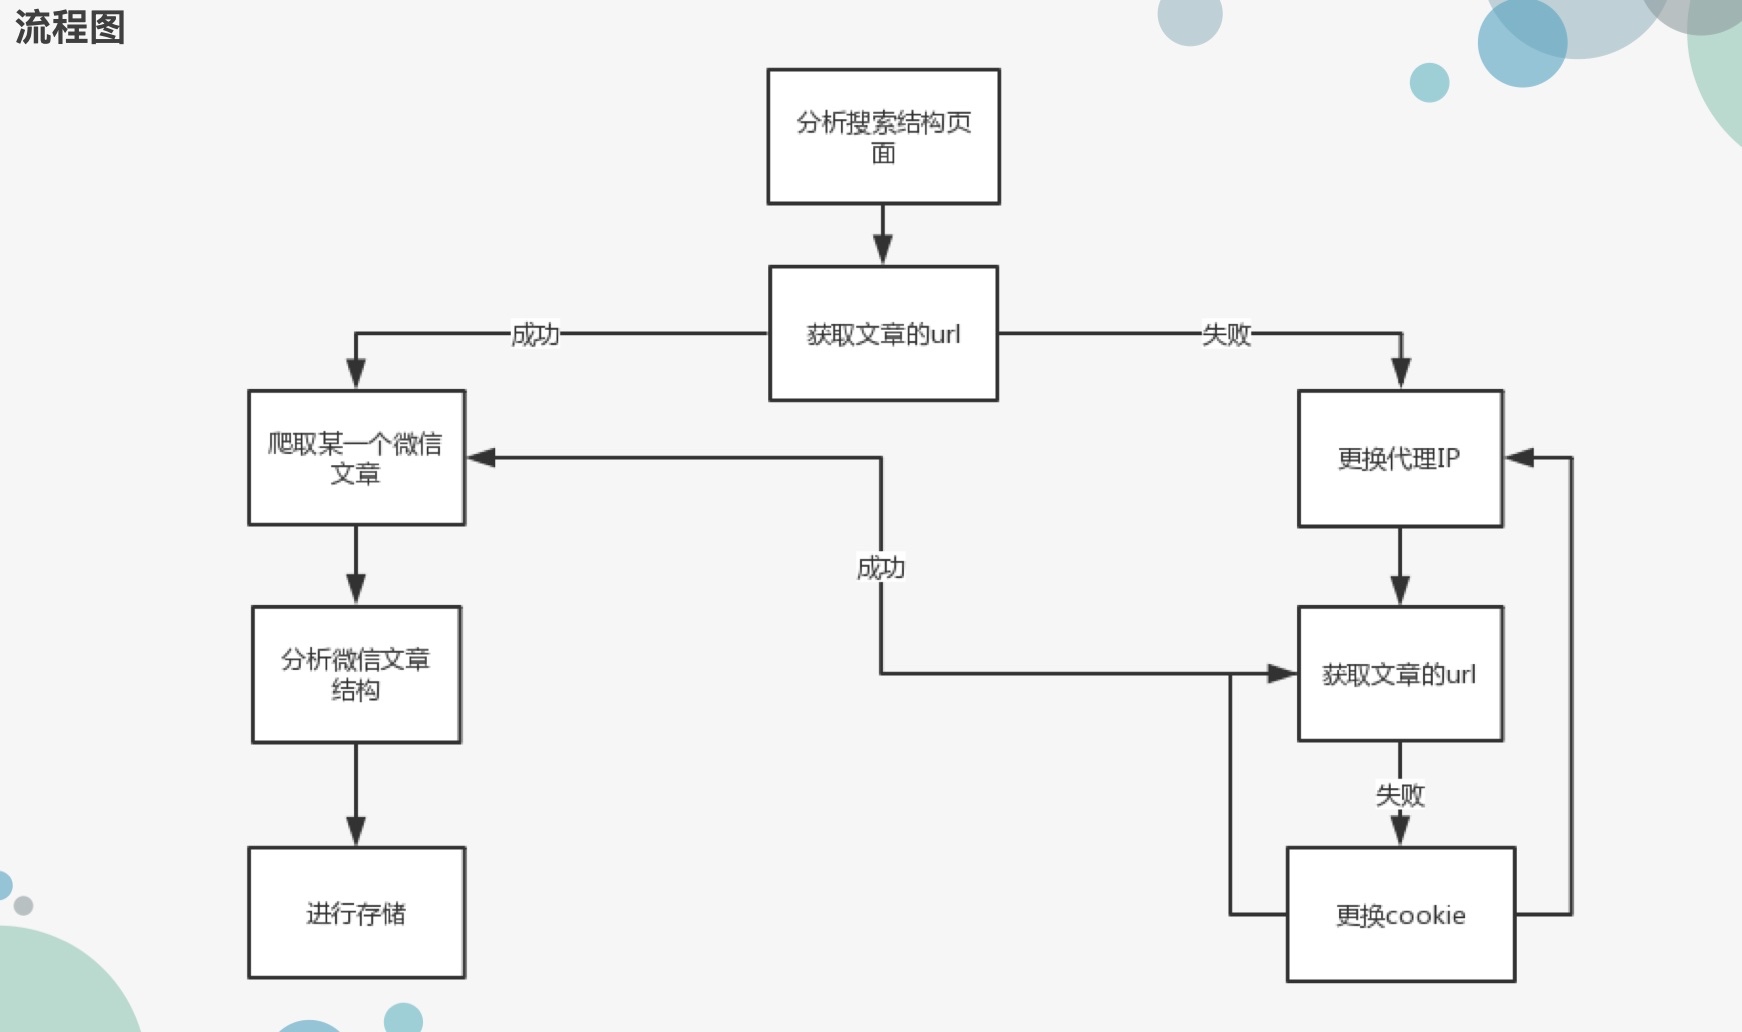 流程图
分析搜索结构页
面
获取文章的url
成功
失败
爬取某一个微信
文章
更换代理IP
成功
分析微信文章
结构
获取文章的url
失败
进行存储
更换cookie